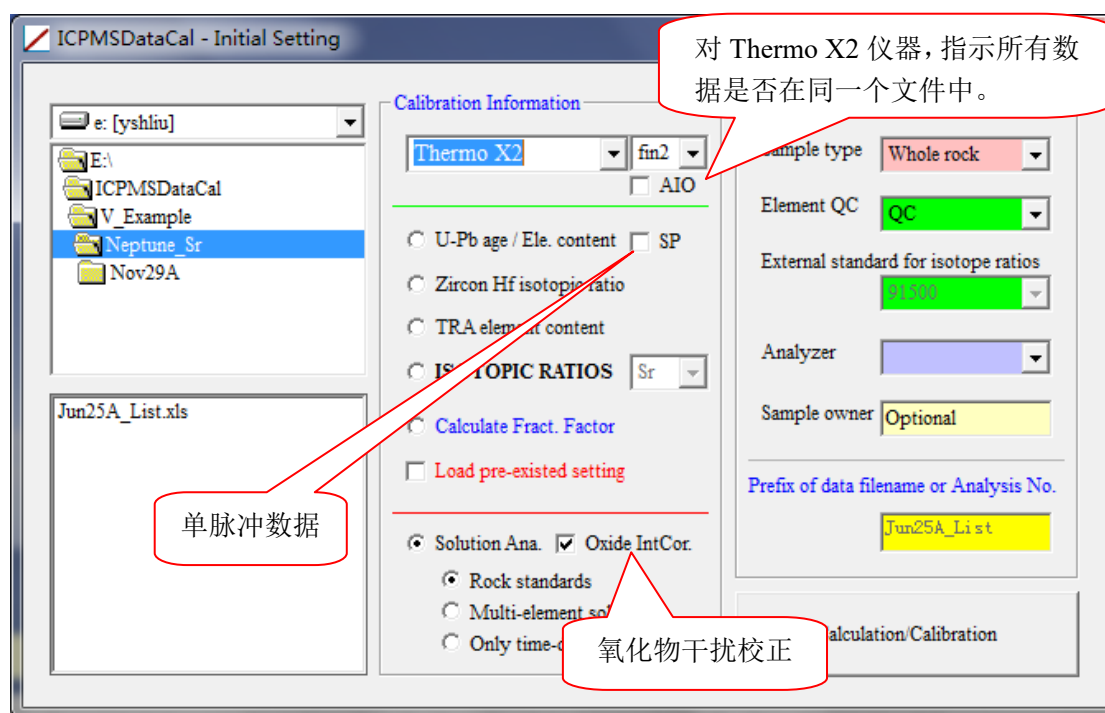 ICPMSDataCal - Initial Setting
对 Thermo X2 仪器，指示所有数
据是否在同一个文件中。
e: [yshliu]
E:\
ICPMSDataCal
V_Example
Neptune_Sr
Nov29A
Jun25A_List.xls
单脉冲数据
Calibration Information
Thermo X2
fin2
AIO
U-Pb age / Ele. content
SP
Zircon Hf isotopic ratio
TRA element content
ISOTOPIC RATIOS
Sr
Calculate Fract. Factor
Load pre-existed setting
Solution Ana.
Oxide IntCor.
Rock standards
Multi-element
Only
氧化物干扰校正
Sample type
Whole rock
Element QC
QC
External standard for isotope ratios
91500
Analyzer
Sample owner
Optional
Prefix of data filename or Analysis No.
Jun25A_List
alculation/Calibration